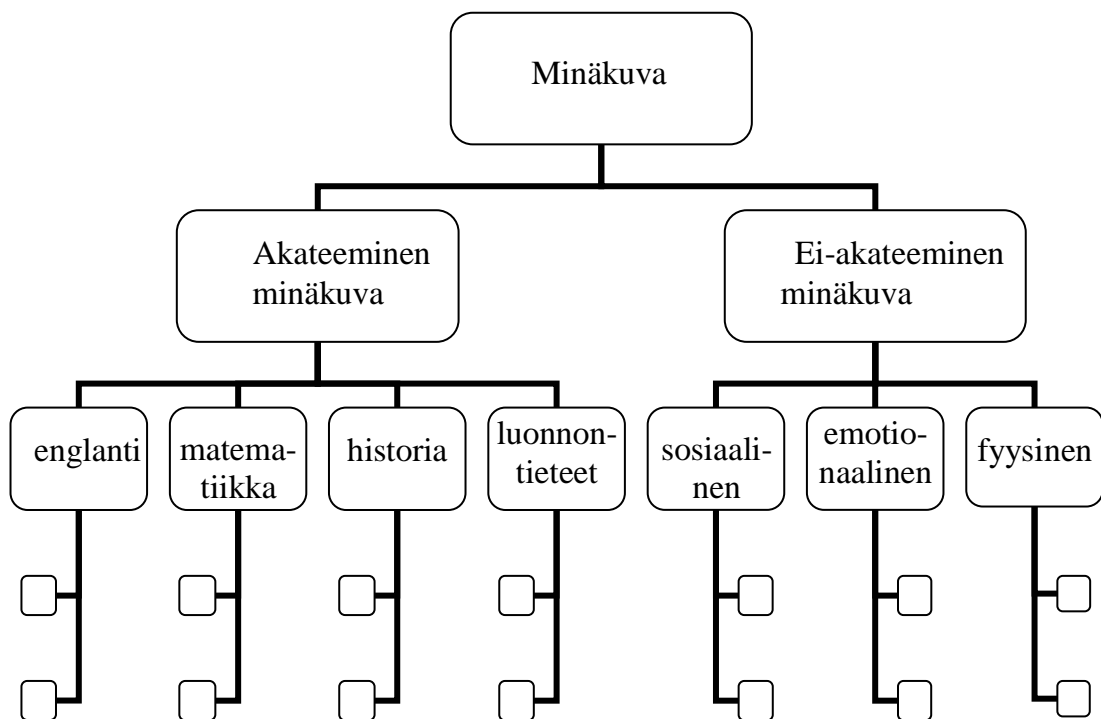 Minäkuva
Akateeminen
minäkuva
Ei-akateeminen
minäkuva
englanti
matema-
tiikka
historia
luonnon-
tieteet
sosiaali-
nen
emotio-
naalinen
fyysinen